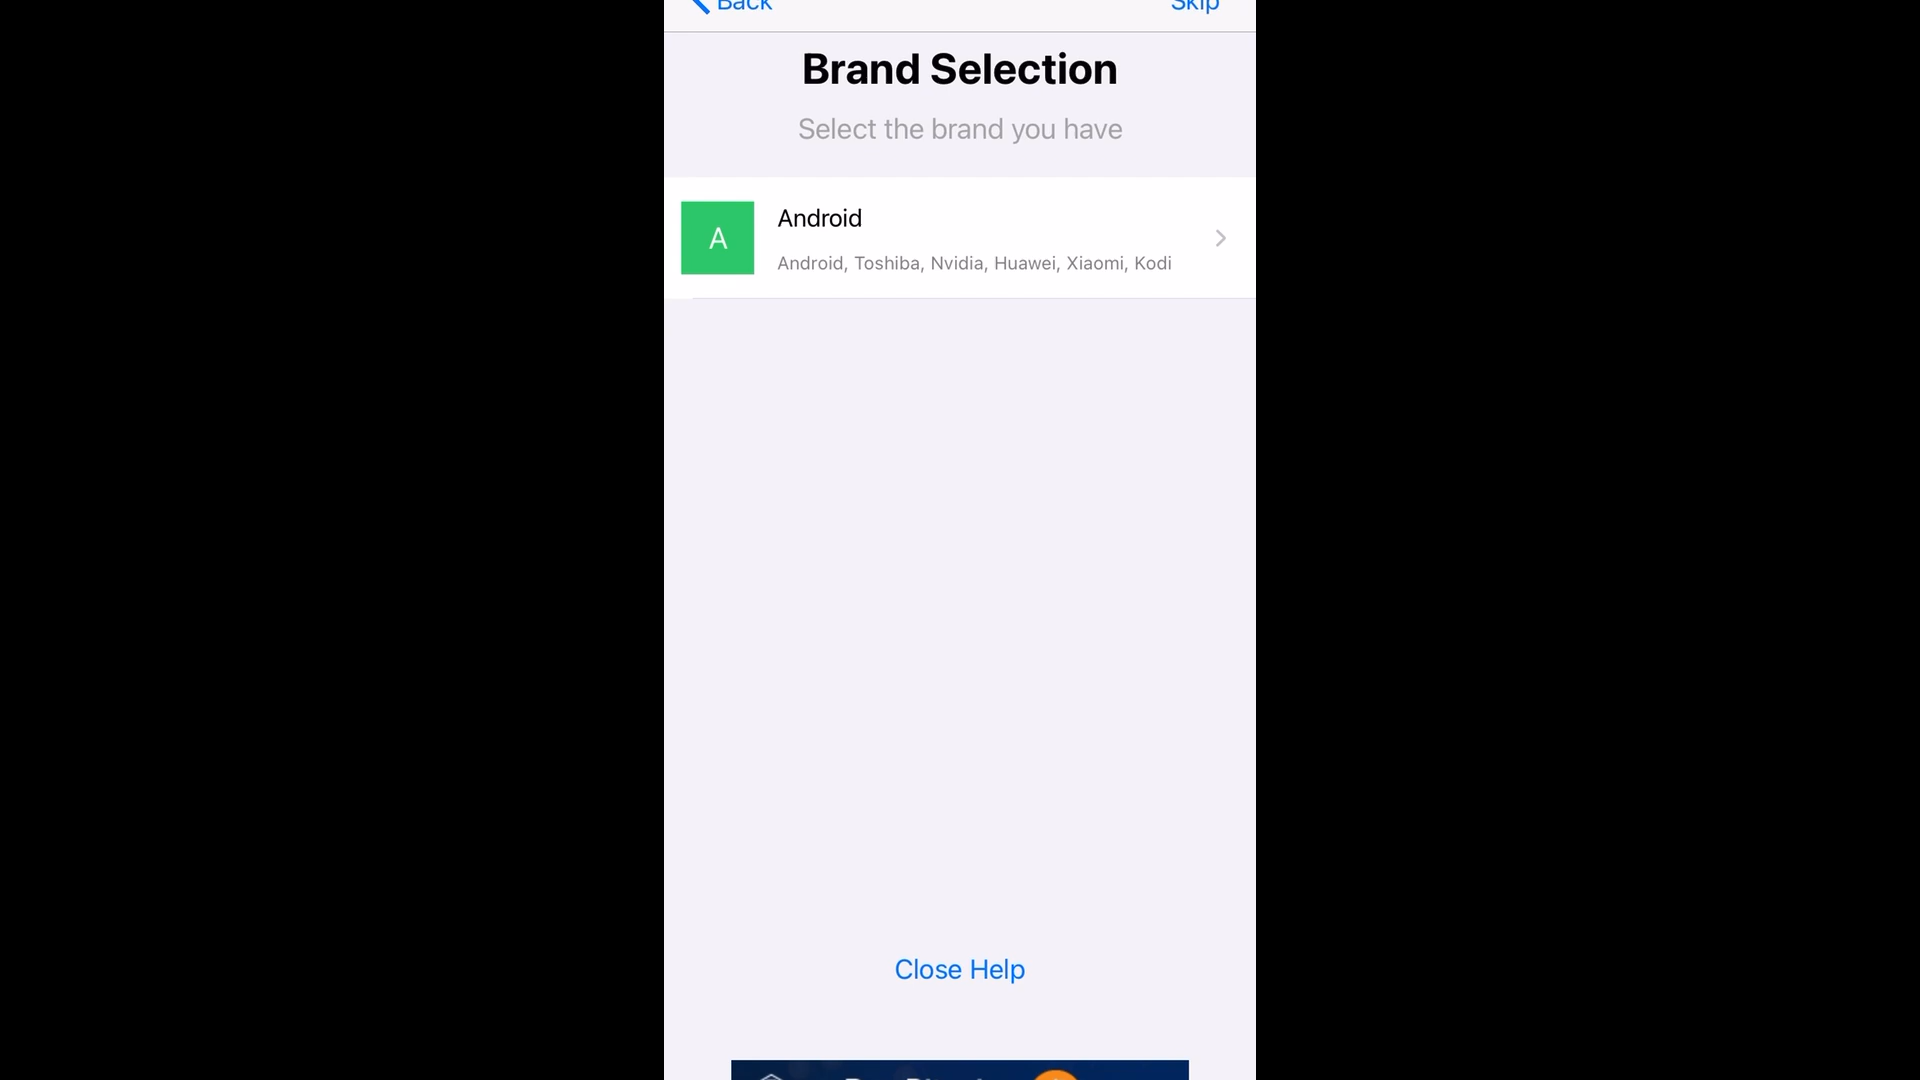 Back
Skip
Brand Selection
Select the brand you have
A
Android
Android, Toshiba, Nvidia, Huawei, Xiaomi, Kodi
Close Help